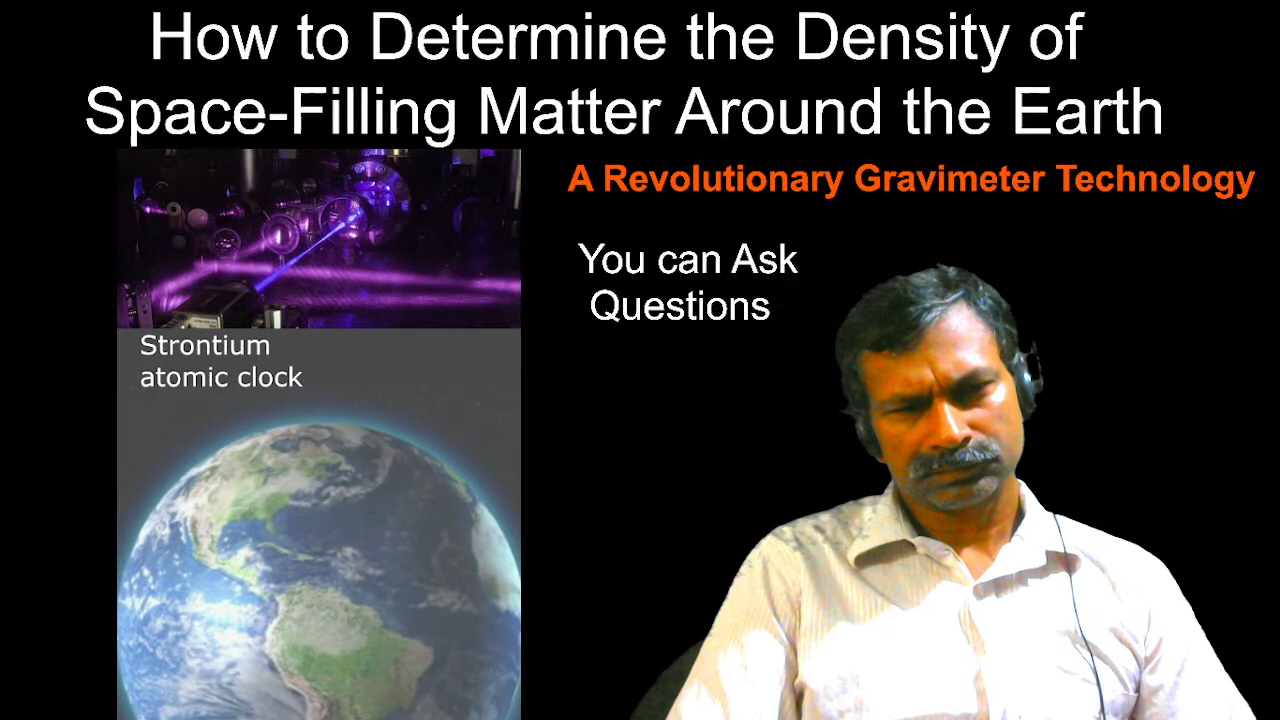 How to Determine the Density of
Space-Filling Matter Around the Earth
A Revolutionary Gravimeter Technology
You can Ask
Questions
Strontium
atomic clock